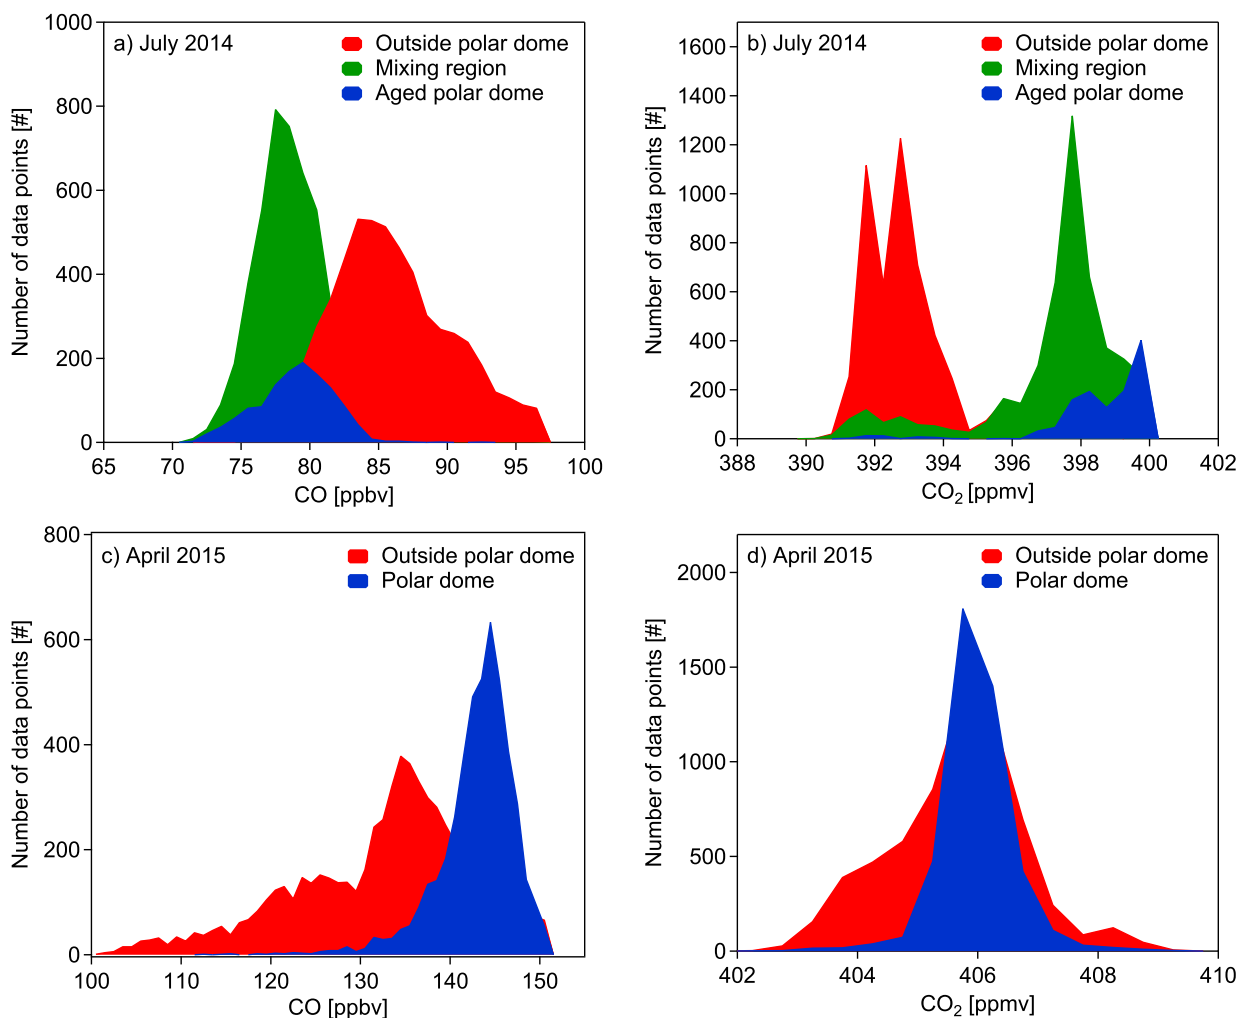 a) July 2014
Outside polar dome
Mixing region
Aged polar dome
Number of data points [#]
1000
800
600
400
200
0
65 70 75 80 85 90 95 100
CO [ppbv]
b) July 2014
Outside polar dome
Mixing region
Aged polar dome
Number of data points [#]
1600
1400
1200
1000
800
600
400
200
0
388 390 392 394 396 398 400 402
CO2 [ppmv]
c) April 2015
Outside polar dome
Polar dome
Number of data points [#]
800
600
400
200
0
100 110 120 130 140 150
CO [ppbv]
d) April 2015
Outside polar dome
Polar dome
Number of data points [#]
2000
1500
1000
500
0
402 404 406 408 410
CO2 [ppmv]